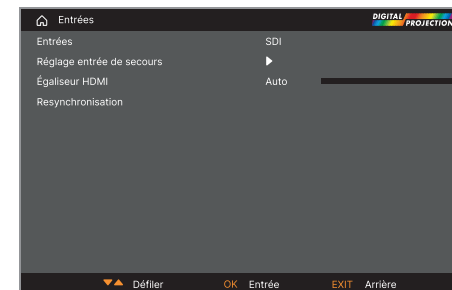 Entrées
DIGITAL
PROJECTION
Entrées SDI
Réglage entrée de secours
Égaliseur HDMI Auto
Resynchronisation
Défiler OK Entrée EXIT Arrière